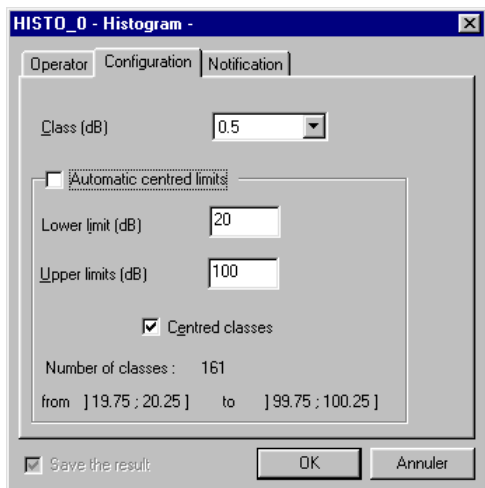 HISTO_0 - Histogram -
Operator Configuration Notification
Class (dB) 0.5
Automatic centred limits
Lower limit (dB) 20
Upper limits (dB) 100
Centred classes
Number of classes : 161
from ] 19.75 ; 20.25 ] to ] 99.75 ; 100.25 ]
Save the result OK Annuler